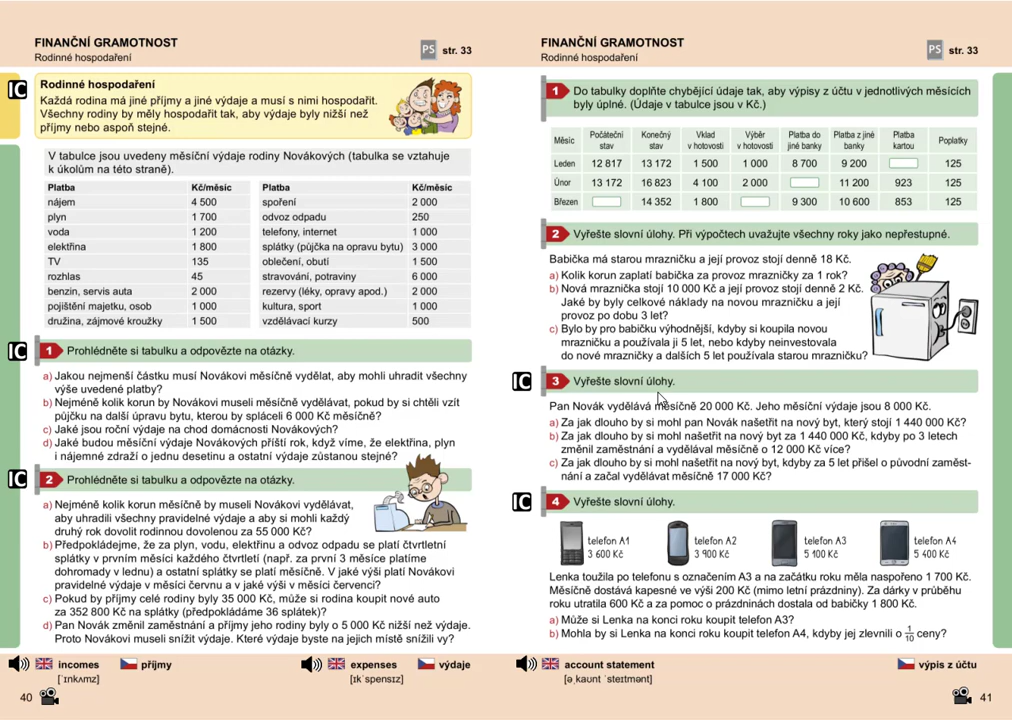 FINANČNÍ GRAMOTNOST
Rodinné hospodaření
PS str. 33
IC
Rodinné hospodaření
Každá rodina má jiné příjmy a jiné výdaje a musí s nimi hospodařit.
Všechny rodiny by měly hospodařit tak, aby výdaje byly nižší než
příjmy nebo aspoň stejné.
V tabulce jsou uvedeny měsíční výdaje rodiny Novákových (tabulka se vztahuje
k úkolům na této straně).
Platba Kč/měsíc Platba Kč/měsíc
nájem 4 500 spoření 2 000
plyn 1 700 odvoz odpadu 250
voda 1 200 telefony, internet 1 000
elektřina 1 800 splátky (půjčka na opravu bytu) 3 000
TV 135 oblečení, obutí 1 500
rozhlas 45 stravování, potraviny 6 000
benzin, servis auta 2 000 rezervy (léky, opravy apod.) 2 000
pojištění majetku, osob 1 000 kultura, sport 1 000
družina, zájmové kroužky 1 500 vzdělávací kurzy 500
IC
1 Prohlédněte si tabulku a odpovězte na otázky.
a) Jakou nejmenší částku musí Novákovi měsíčně vydělat, aby mohli uhradit všechny
výše uvedené platby?
b) Nejméně kolik korun by Novákovi museli měsíčně vydělávat, pokud by si chtěli vzít
půjčku na další úpravu bytu, kterou by spláceli 6 000 Kč měsíčně?
c) Jaké jsou roční výdaje na chod domácnosti Novákových?
d) Jaké budou měsíční výdaje Novákových příští rok, když víme, že elektřina, plyn
i nájemné zdraží o jednu desetinu a ostatní výdaje zůstanou stejné?
IC
2 Prohlédněte si tabulku a odpovězte na otázky.
a) Nejméně kolik korun měsíčně by museli Novákovi vydělávat,
aby uhradili všechny pravidelné výdaje a aby si mohli každý
druhý rok dovolit rodinnou dovolenou za 55 000 Kč?
b) Předpokládejme, že za plyn, vodu, elektřinu a odvoz odpadu se platí čtvrtletní
splátky v prvním měsíci každého čtvrtletí (např. za první 3 měsíce platíme
dohromady v lednu) a ostatní splátky se platí měsíčně. V jaké výši platí Novákovi
pravidelné výdaje v měsíci červnu a v jaké výši v měsíci červenci?
c) Pokud by příjmy celé rodiny byly 35 000 Kč, může si rodina koupit nové auto
za 352 800 Kč na splátky (předpokládáme 36 splátek)?
d) Pan Novák změnil zaměstnání a příjmy jeho rodiny byly o 5 000 Kč nižší než výdaje.
Proto Novákovi museli snížit výdaje. Které výdaje byste na jejich místě snížili vy?
incomes příjmy expenses výdaje
[ˈɪnkʌmz] [ɪkˈspensɪz]
40
FINANČNÍ GRAMOTNOST
Rodinné hospodaření
PS str. 33
1 Do tabulky doplňte chybějící údaje tak, aby výpisy z účtu v jednotlivých měsících
byly úplné. (Údaje v tabulce jsou v Kč.)
Měsíc Počáteční stav Konečný stav Vklad v hotovosti Výběr v hotovosti Platba do jiné banky Platba z jiné banky Platba kartou Poplatky
Leden 12 817 13 172 1 500 1 000 8 700 9 200 125
Únor 13 172 16 823 4 100 2 000 11 200 923 125
Březen 14 352 1 800 9 300 10 600 853 125
2 Vyřešte slovní úlohy. Při výpočtech uvažujte všechny roky jako nepřestupné.
Babička má starou mrazničku a její provoz stojí denně 18 Kč.
a) Kolik korun zaplatí babička za provoz mrazničky za 1 rok?
b) Nová mraznička stojí 10 000 Kč a její provoz stojí denně 2 Kč.
Jaké by byly celkové náklady na novou mrazničku a její
provoz po dobu 3 let?
c) Bylo by pro babičku výhodnější, kdyby si koupila novou
mrazničku a používala ji 5 let, nebo kdyby neinvestovala
do nové mrazničky a dalších 5 let používala starou mrazničku?
IC
3 Vyřešte slovní úlohy.
Pan Novák vydělává měsíčně 20 000 Kč. Jeho měsíční výdaje jsou 8 000 Kč.
a) Za jak dlouho by si mohl pan Novák našetřit na nový byt, který stojí 1 440 000 Kč?
b) Za jak dlouho by si mohl našetřit na nový byt za 1 440 000 Kč, kdyby po 3 letech
změnil zaměstnání a vydělával měsíčně o 12 000 Kč více?
c) Za jak dlouho by si mohl našetřit na nový byt, kdyby za 5 let přišel o původní zaměst-
nání a začal vydělávat měsíčně 17 000 Kč?
IC
4 Vyřešte slovní úlohy.
telefon A1 telefon A2 telefon A3 telefon A4
3 600 Kč 3 900 Kč 5 100 Kč 5 400 Kč
Lenka toužila po telefonu s označením A3 a na začátku roku měla naspořeno 1 700 Kč.
Měsíčně dostává kapesné ve výši 200 Kč (mimo letní prázdniny). Za dárky v průběhu
roku utratila 600 Kč a za pomoc o prázdninách dostala od babičky 1 800 Kč.
a) Může si Lenka na konci roku koupit telefon A3?
b) Mohla by si Lenka na konci roku koupit telefon A4, kdyby jej zlevnili o 1/10 ceny?
account statement výpis z účtu
[əˌkaʊnt ˈsteɪtmənt]
41